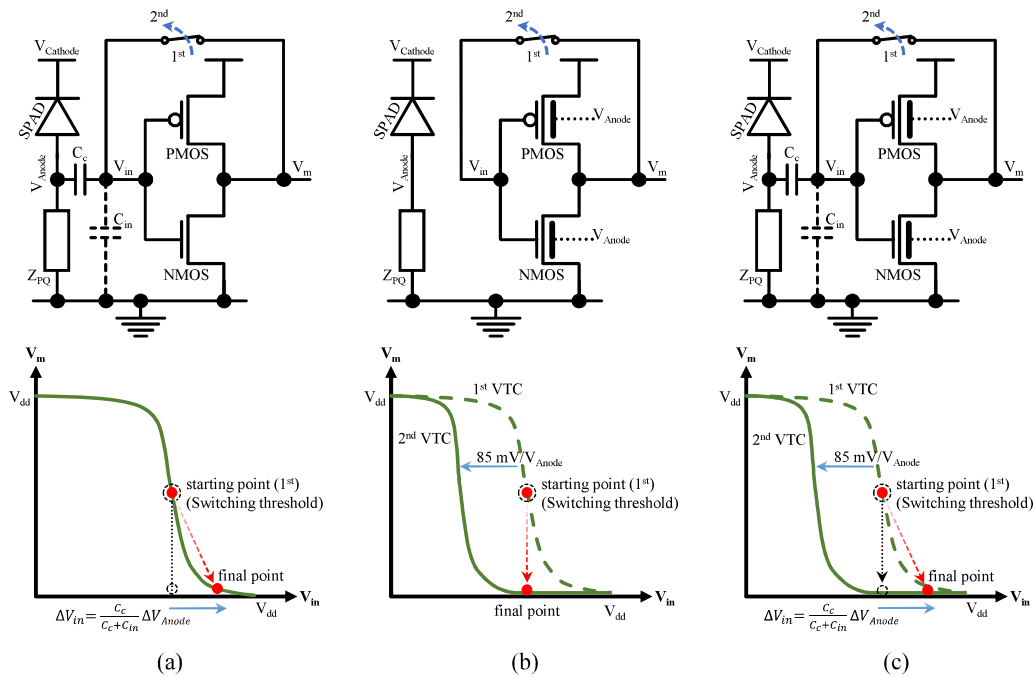 2nd
1st
VCathode
SPAD
VAnode
Cc
Vin
Cin
ZPQ
PMOS
NMOS
Vm
2nd
1st
VCathode
SPAD
VAnode
ZPQ
Vin
PMOS
VAnode
NMOS
VAnode
Vm
2nd
1st
VCathode
SPAD
VAnode
Cc
Vin
Cin
ZPQ
PMOS
VAnode
NMOS
VAnode
Vm
Vm
Vdd
starting point (1st)
(Switching threshold)
final point
Vdd
Vin
ΔVin= Cc/Cc+Cin ΔVAnode
(a)
Vm
Vdd
1st VTC
2nd VTC
85 mV/VAnode
starting point (1st)
(Switching threshold)
final point
Vdd
Vin
(b)
Vm
Vdd
1st VTC
2nd VTC
85 mV/VAnode
starting point (1st)
(Switching threshold)
final point
Vdd
Vin
ΔVin= Cc/Cc+Cin ΔVAnode
(c)